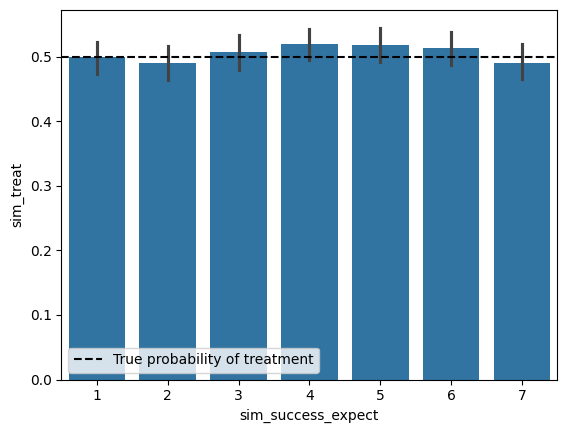 sim_treat
0.5
0.4
0.3
0.2
0.1
0.0
True probability of treatment
1 2 3 4 5 6 7
sim_success_expect